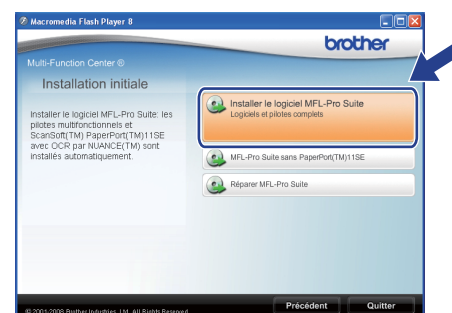 Macromedia Flash Player 8
brother
Multi-Function Center ®
Installation initiale
Installer le logiciel MFL-Pro Suite: les
pilotes multifonctionnels et
ScanSoft(TM) PaperPort(TM)11SE
avec OCR par NUANCE(TM) sont
installés automatiquement.
Installer le logiciel MFL-Pro Suite
Logiciels et pilotes complets
MFL-Pro Suite sans PaperPort(TM)11SE
Réparer MFL-Pro Suite
Précédent
Quitter
© 2001-2008 Brother Industries, Ltd. All Rights Reserved.